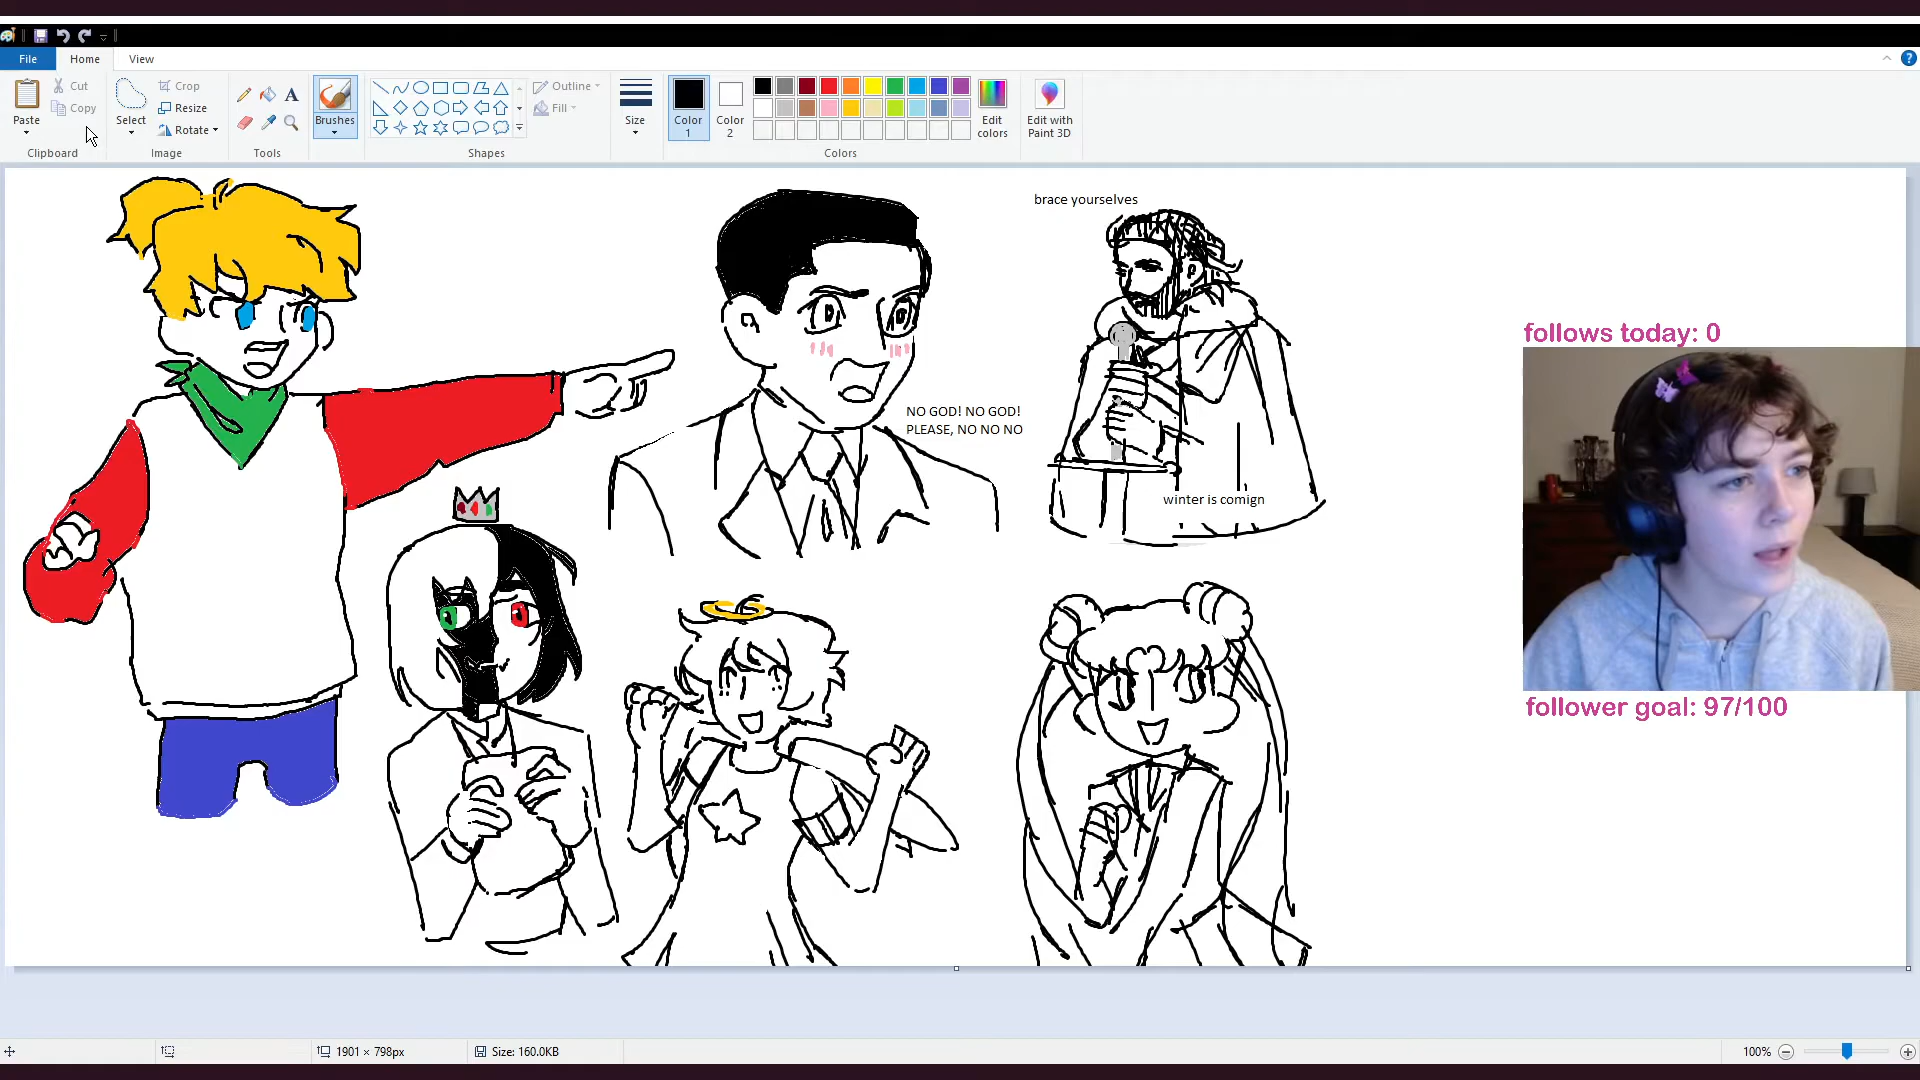 File
Home
View
Paste
Cut
Copy
Clipboard
Select
Crop
Resize
Rotate
Image
A
Tools
Brushes
Outline
Fill
Shapes
Size
Color
1
Color
2
Edit
colors
Colors
Edit with
Paint 3D
?
brace yourselves
NO GOD! NO GOD!
PLEASE, NO NO NO
winter is comign
follows today: 0
follower goal: 97/100
1901 × 798px
Size: 160.0KB
100%